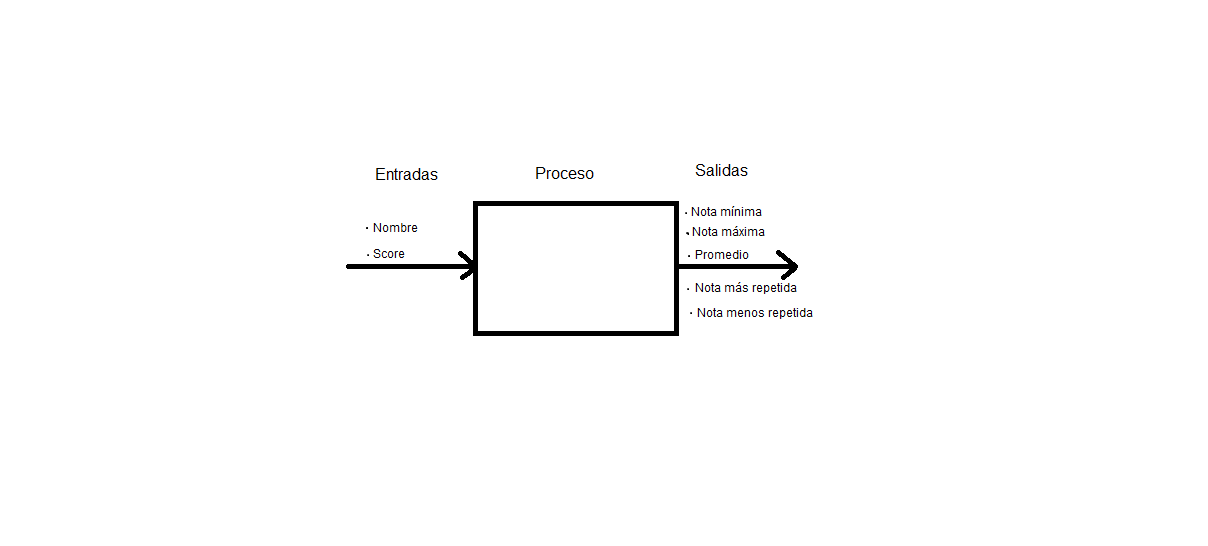 Entradas
Proceso
Salidas
· Nombre
· Score
· Nota mínima
· Nota máxima
· Promedio
· Nota más repetida
· Nota menos repetida